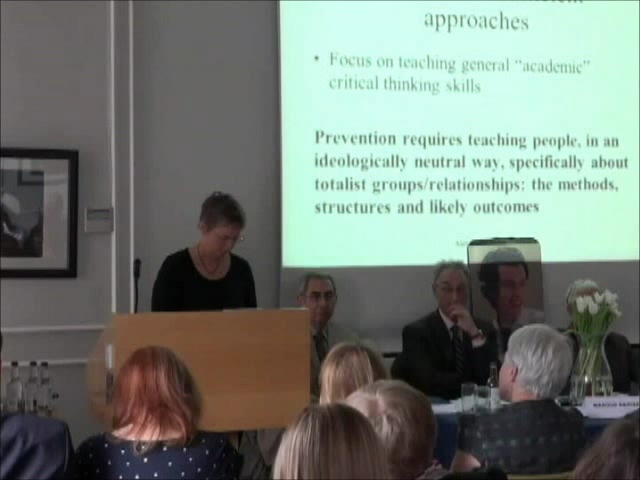 approaches
• Focus on teaching general "academic"
critical thinking skills
Prevention requires teaching people, in an
ideologically neutral way, specifically about
totalist groups/relationships: the methods,
structures and likely outcomes